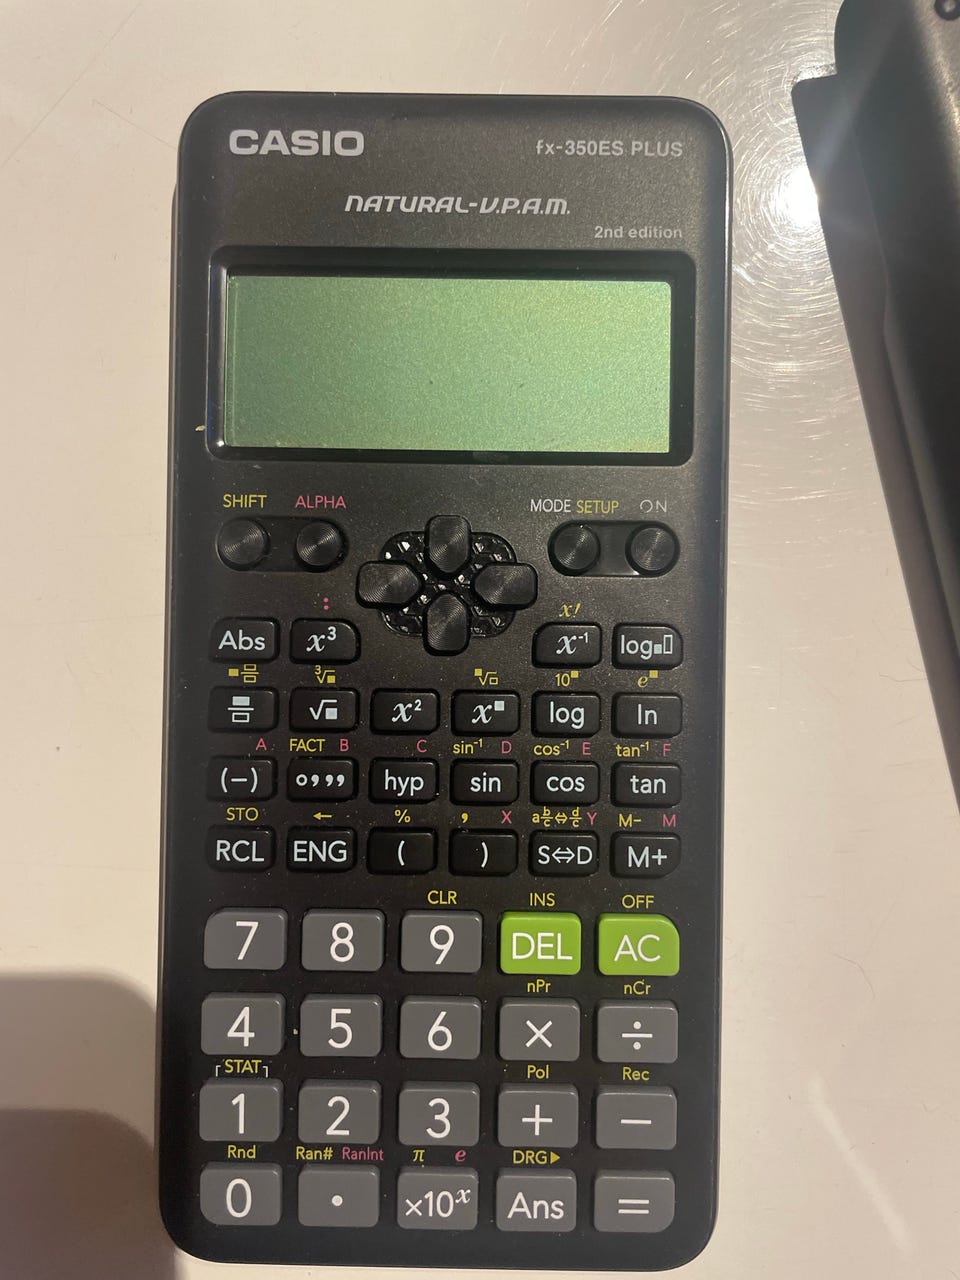 CASIO fx-350ES PLUS
NATURAL-V.P.A.M.
2nd edition
SHIFT ALPHA MODE SETUP ON
: x!
Abs x³ x⁻¹ log■▯
■⊟ ³√■ ■√▯ 10■ e■
⊟ √■ x² x■ log ln
A FACT B C sin⁻¹ D cos⁻¹ E tan⁻¹ F
(−) o,,, hyp sin cos tan
STO ← % , X a b/c⇔d/c Y M− M
RCL ENG ( ) S⇔D M+
CLR INS OFF
7 8 9 DEL AC
nPr nCr
4 5 6 × ÷
STAT Pol Rec
1 2 3 + −
Rnd Ran# RanInt π e DRG▶
0 . ×10ˣ Ans =